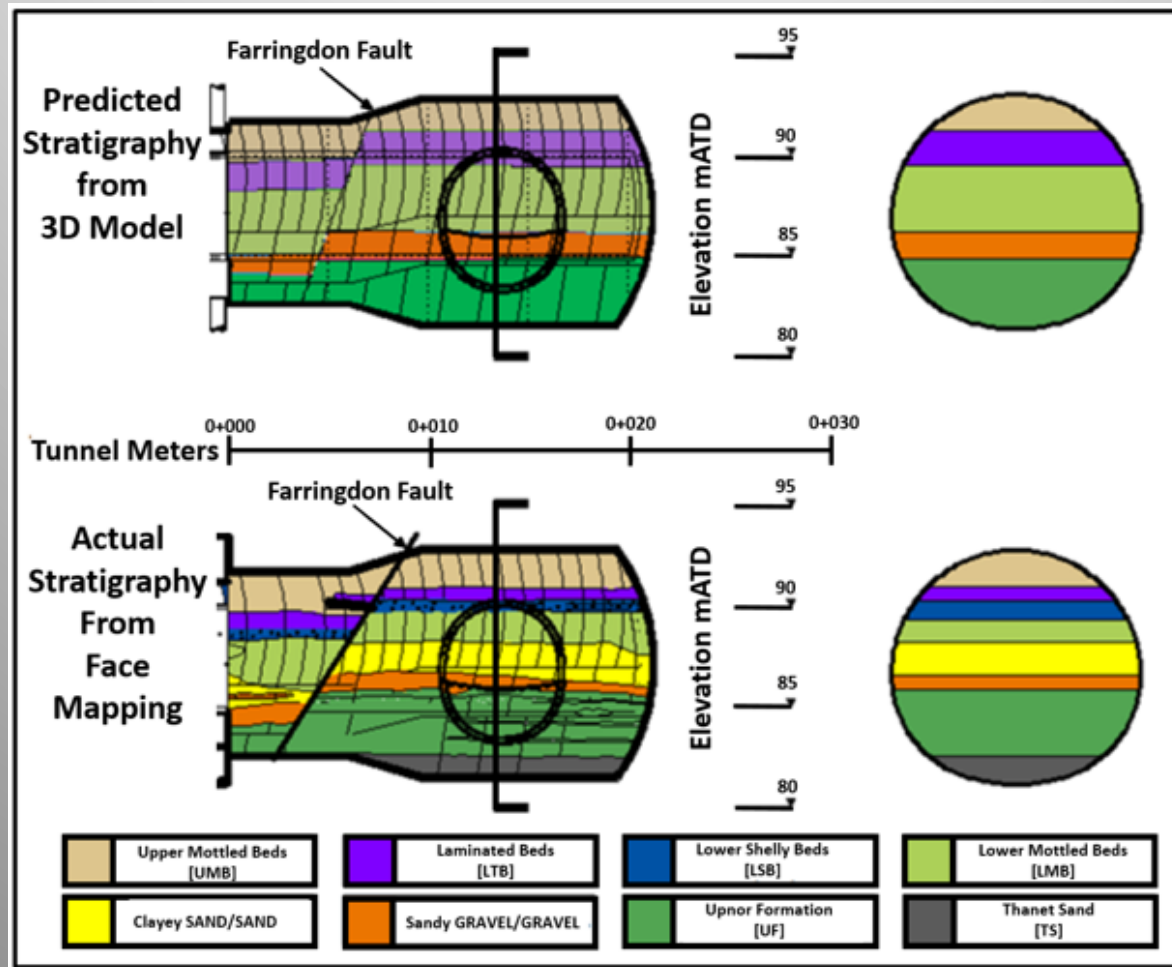 Farringdon Fault
Predicted
Stratigraphy
from
3D Model
Elevation mATD
95
90
85
80
Tunnel Meters
0+000
0+010
0+020
0+030
Farringdon Fault
Actual
Stratigraphy
From
Face
Mapping
Elevation mATD
95
90
85
80
Upper Mottled Beds
[UMB]
Laminated Beds
[LTB]
Lower Shelly Beds
[LSB]
Lower Mottled Beds
[LMB]
Clayey SAND/SAND
Sandy GRAVEL/GRAVEL
Upnor Formation
[UF]
Thanet Sand
[TS]